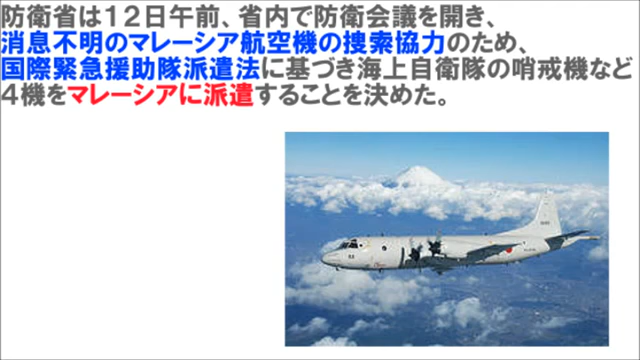 防衛省は１２日午前、省内で防衛会議を開き、
消息不明のマレーシア航空機の捜索協力のため、
国際緊急援助隊派遣法に基づき海上自衛隊の哨戒機など
４機をマレーシアに派遣することを決めた。